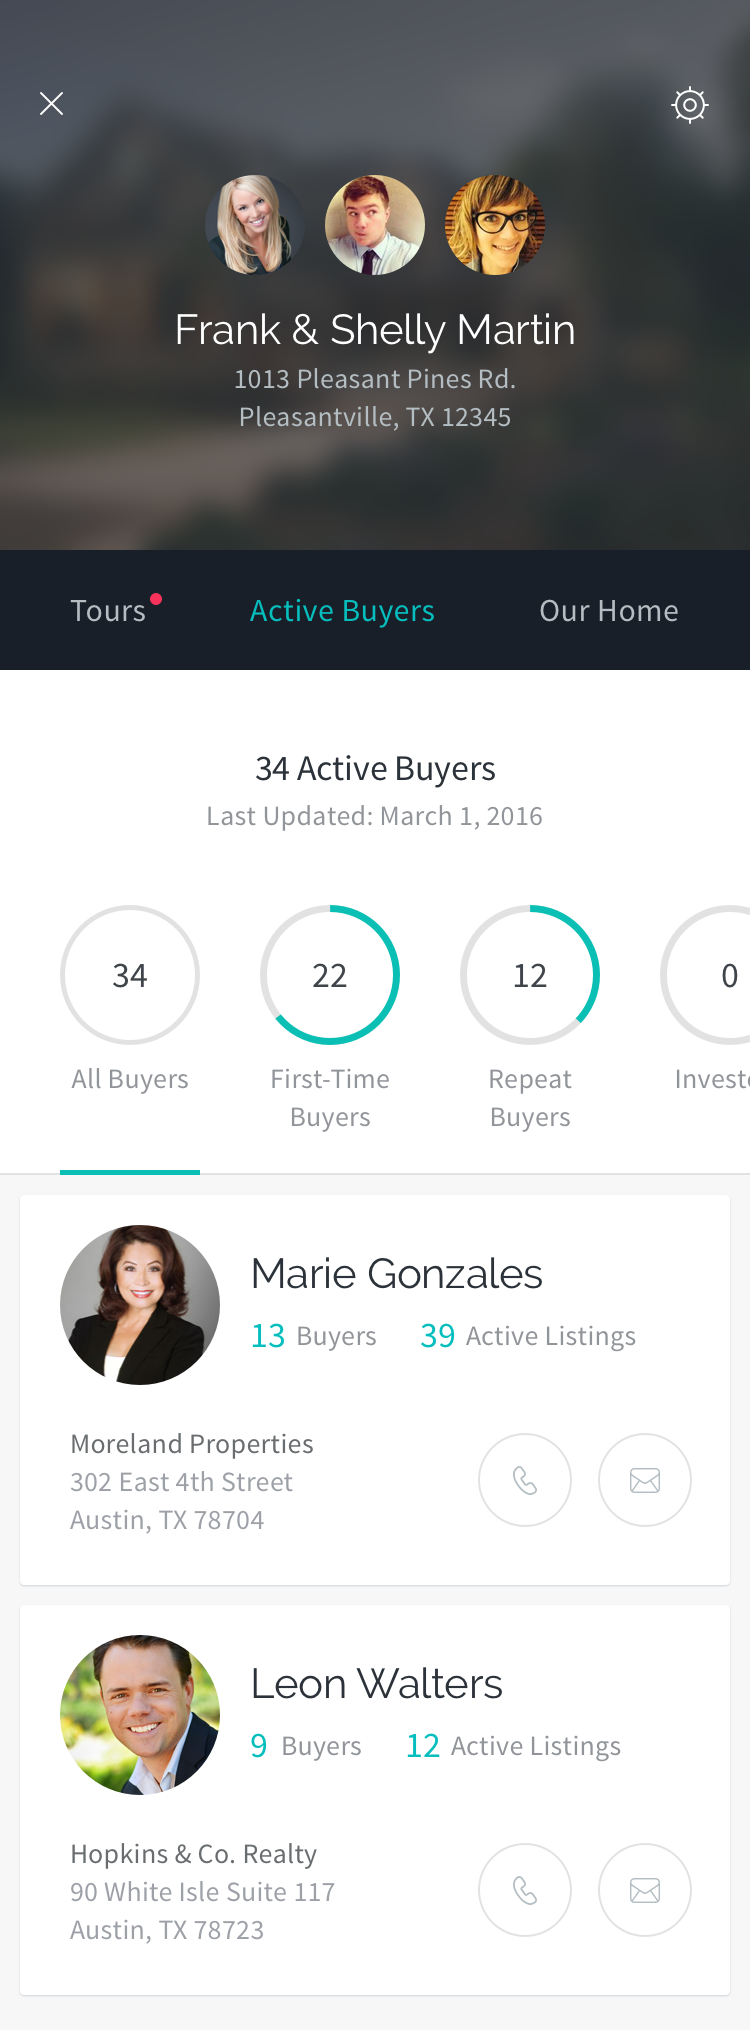 Frank & Shelly Martin
1013 Pleasant Pines Rd.
Pleasantville, TX 12345
Tours Active Buyers Our Home
34 Active Buyers
Last Updated: March 1, 2016
34 22 12 0
All Buyers First-Time Repeat Investo
Buyers Buyers
Marie Gonzales
13 Buyers 39 Active Listings
Moreland Properties
302 East 4th Street
Austin, TX 78704
Leon Walters
9 Buyers 12 Active Listings
Hopkins & Co. Realty
90 White Isle Suite 117
Austin, TX 78723